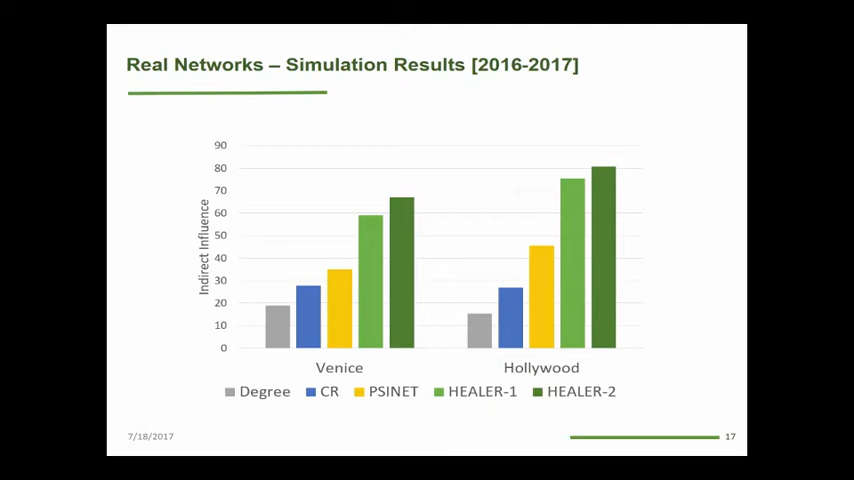 Real Networks – Simulation Results [2016-2017]
90
80
70
60
50
40
30
20
10
0
Indirect Influence
Venice
Hollywood
Degree CR PSINET HEALER-1 HEALER-2
7/18/2017
17